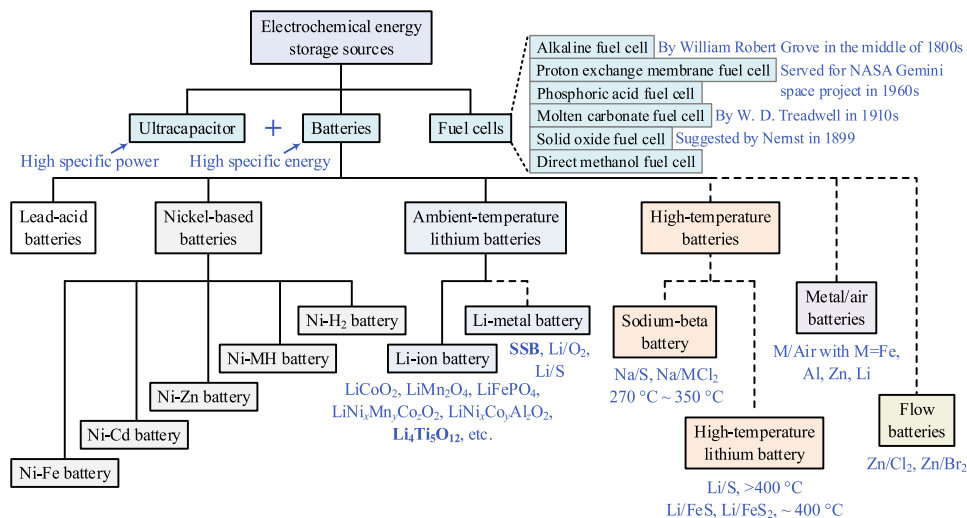 Electrochemical energy
storage sources
Alkaline fuel cell By William Robert Grove in the middle of 1800s
Proton exchange membrane fuel cell Served for NASA Gemini
space project in 1960s
Phosphoric acid fuel cell
Molten carbonate fuel cell By W. D. Treadwell in 1910s
Solid oxide fuel cell Suggested by Nernst in 1899
Direct methanol fuel cell
Ultracapacitor + Batteries Fuel cells
High specific power High specific energy
Lead-acid
batteries
Nickel-based
batteries
Ambient-temperature
lithium batteries
High-temperature
batteries
Metal/air
batteries
M/Air with M=Fe,
Al, Zn, Li
Flow
batteries
Zn/Cl₂, Zn/Br₂
Ni-H₂ battery
Ni-MH battery
Ni-Zn battery
Ni-Cd battery
Ni-Fe battery
Li-metal battery
SSB, Li/O₂,
Li/S
Li-ion battery
LiCoO₂, LiMn₂O₄, LiFePO₄,
LiNiₓMnᵧCo_zO₂, LiNiₓCoᵧAl_zO₂,
Li₄Ti₅O₁₂, etc.
Sodium-beta
battery
Na/S, Na/MCl₂
270 °C ~ 350 °C
High-temperature
lithium battery
Li/S, >400 °C
Li/FeS, Li/FeS₂, ~ 400 °C